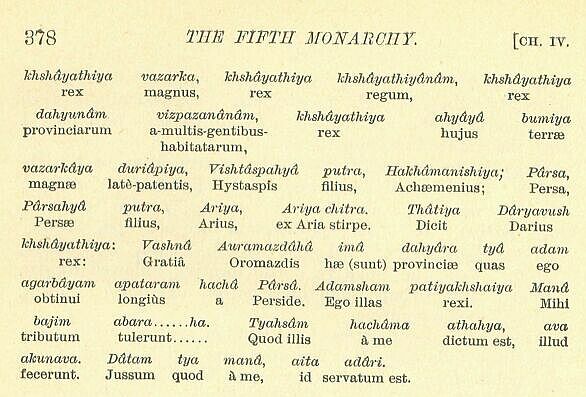 378 THE FIFTH MONARCHY. [CH. IV.
khshâyathiya vazarka, khshâyathiya khshâyathiyânâm, khshâyathiya
rex magnus, rex regum, rex
dahyunâm vizpazanânâm, khshâyathiya ahyâyâ bumiya
provinciarum a-multis-gentibus- rex hujus terræ
habitatarum,
vazarkâya duriâpiya, Vishtâspahyâ putra, Hakhâmanishiya; Pârsa,
magnæ latè-patentis, Hystaspis filius, Achæmenius; Persa,
Pârsahyâ putra, Ariya, Ariya chitra. Thâtiya Dâryavush
Persæ filius, Arius, ex Aria stirpe. Dicit Darius
khshâyathiya: Vashnâ Auramazdâhâ imâ dahyâra tyâ adam
rex: Gratiâ Oromazdis hæ (sunt) provinciæ quas ego
agarbâyam apataram hachâ Pârsâ. Adamsham patiyakhshaiya Manâ
obtinui longiùs a Perside. Ego illas rexi. Mihi
bajim abara......ha. Tyahsâm hachâma athahya, ava
tributum tulerunt...... Quod illis à me dictum est, illud
akunava. Dâtam tya manâ, aita adâri.
fecerunt. Jussum quod à me, id servatum est.